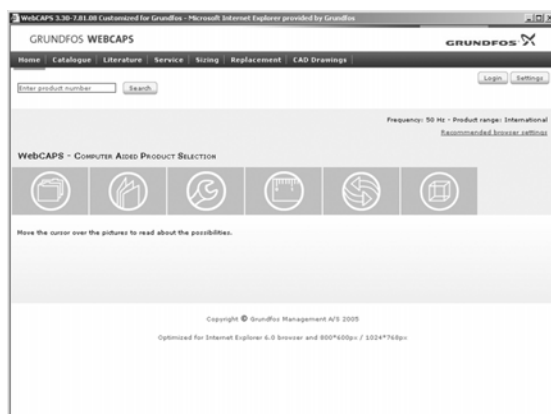 WebCAPS 3.30-7.01.08 Customized for Grundfos - Microsoft Internet Explorer provided by Grundfos
GRUNDFOS WEBCAPS
GRUNDFOS
Home | Catalogue | Literature | Service | Sizing | Replacement | CAD Drawings |
Login Settings
Enter product number Search
Frequency: 50 Hz - Product range: International
Recommended browser settings
WebCAPS - Computer Aided Product Selection
Move the cursor over the pictures to read about the possibilities.
Copyright © Grundfos Management A/S 2005
Optimized for Internet Explorer 6.0 browser and 800*600px / 1024*768px